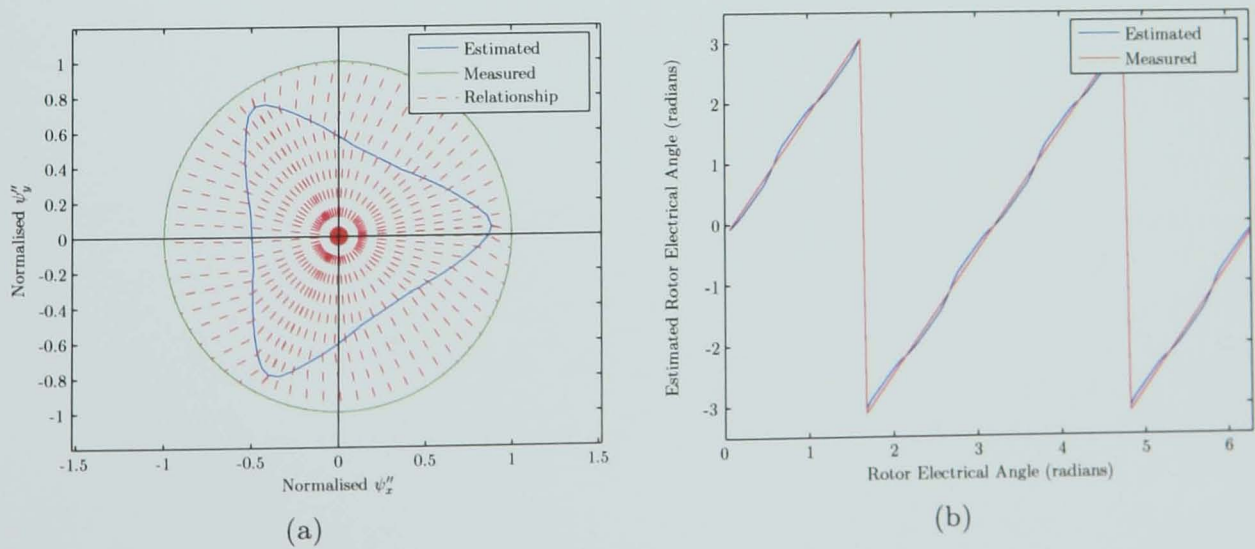 Estimated
Measured
Relationship
1
0.8
0.6
0.4
0.2
0
-0.2
-0.4
-0.6
-0.8
-1
-1.5
-1
-0.5
0
0.5
1
1.5
Normalised ψ″y
Normalised ψ″x
(a)
Estimated
Measured
3
2
1
0
-1
-2
-3
0
1
2
3
4
5
6
Estimated Rotor Electrical Angle (radians)
Rotor Electrical Angle (radians)
(b)